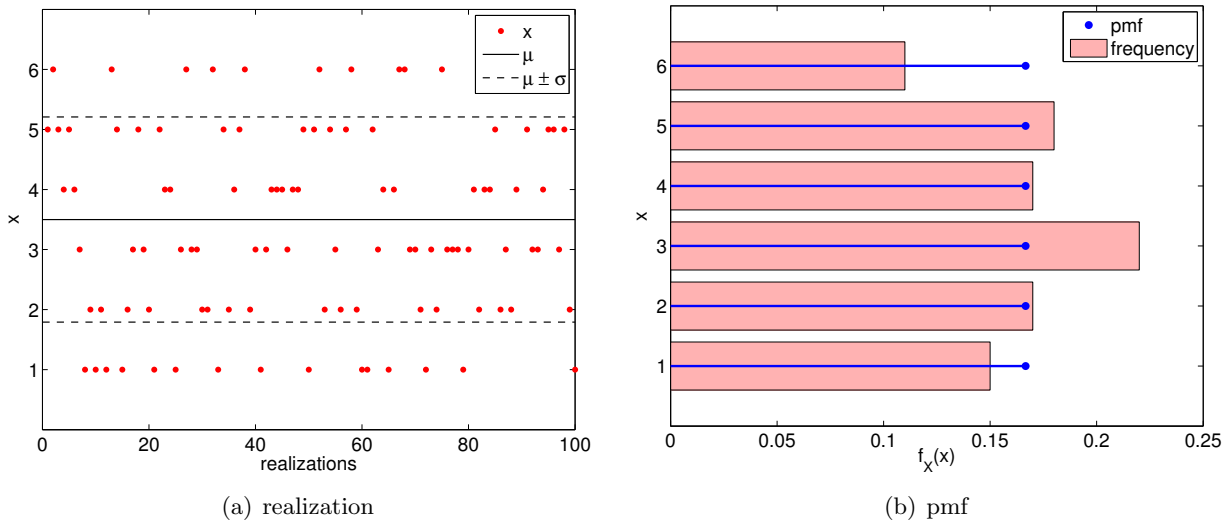 x
μ
μ ± σ
6
5
4
3
2
1
x
0
20
40
60
80
100
realizations
(a) realization
pmf
frequency
6
5
4
3
2
1
x
0
0.05
0.1
0.15
0.2
0.25
f_X(x)
(b) pmf